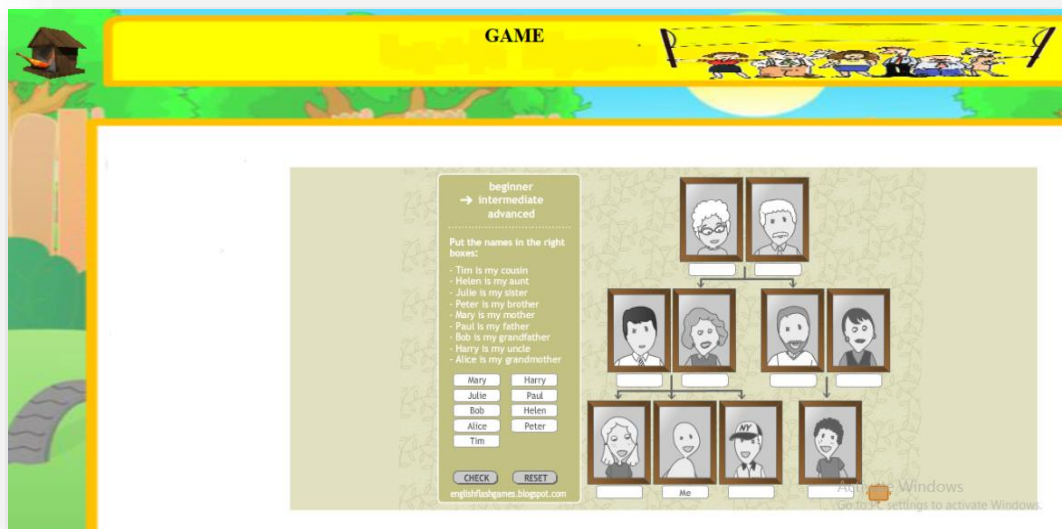 GAME
beginner
→ intermediate
advanced
Put the names in the right
boxes:
- Tim is my cousin
- Helen is my aunt
- Julie is my sister
- Peter is my brother
- Mary is my mother
- Paul is my father
- Bob is my grandfather
- Harry is my uncle
- Alice is my grandmother
Mary Harry
Julie Paul
Bob Helen
Alice Peter
Tim
CHECK RESET
englishflashgames.blogspot.com
NY
Me
Activate Windows
Go to PC settings to activate Windows.